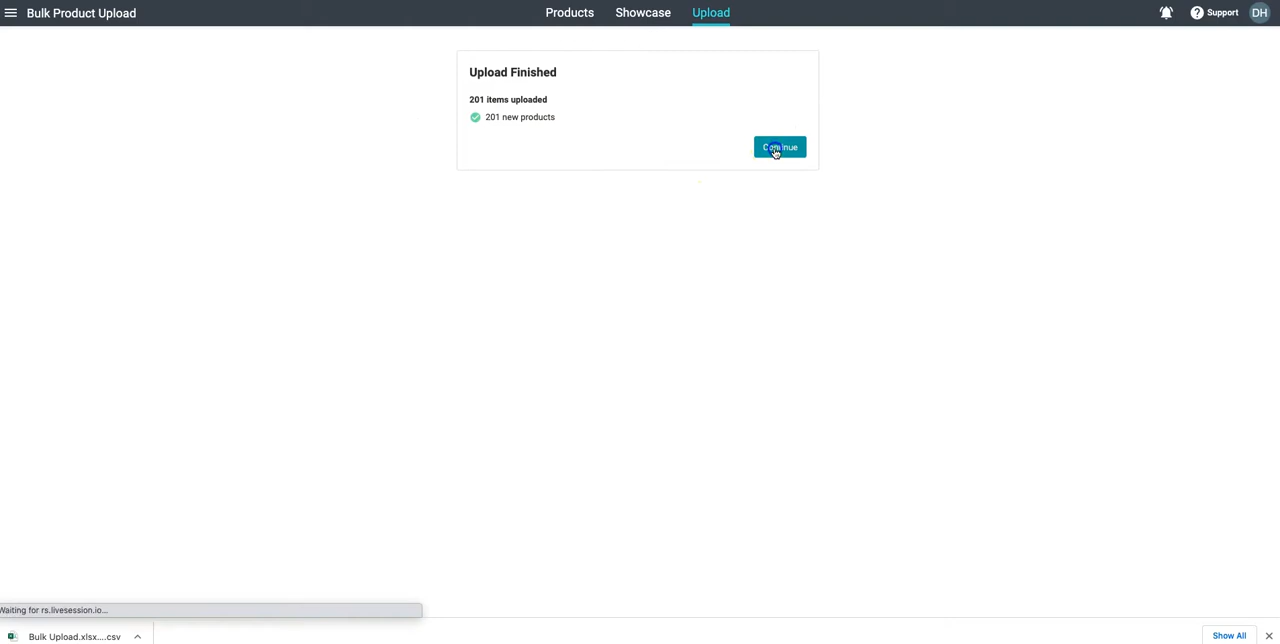 Bulk Product Upload
Products
Showcase
Upload
Support
DH
Upload Finished
201 items uploaded
201 new products
Continue
Waiting for rs.livesession.io...
Bulk Upload.xlsx....csv
Show All